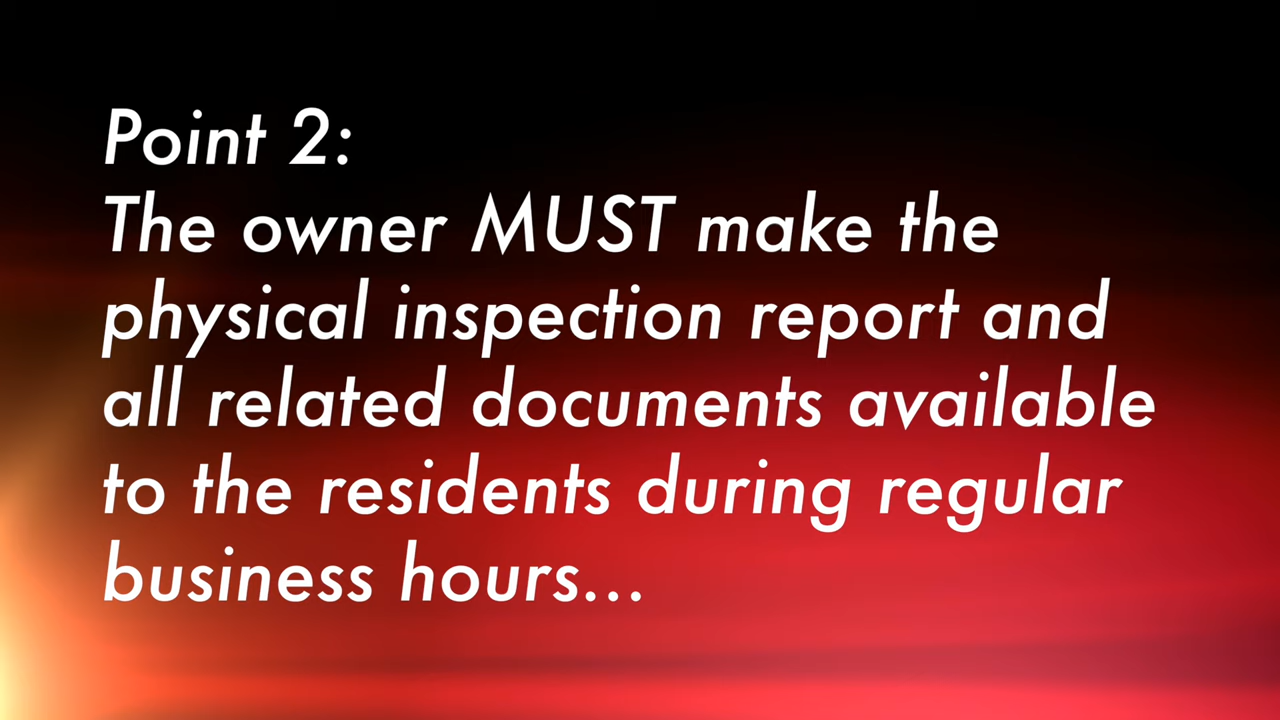 Point 2:
The owner MUST make the
physical inspection report and
all related documents available
to the residents during regular
business hours...